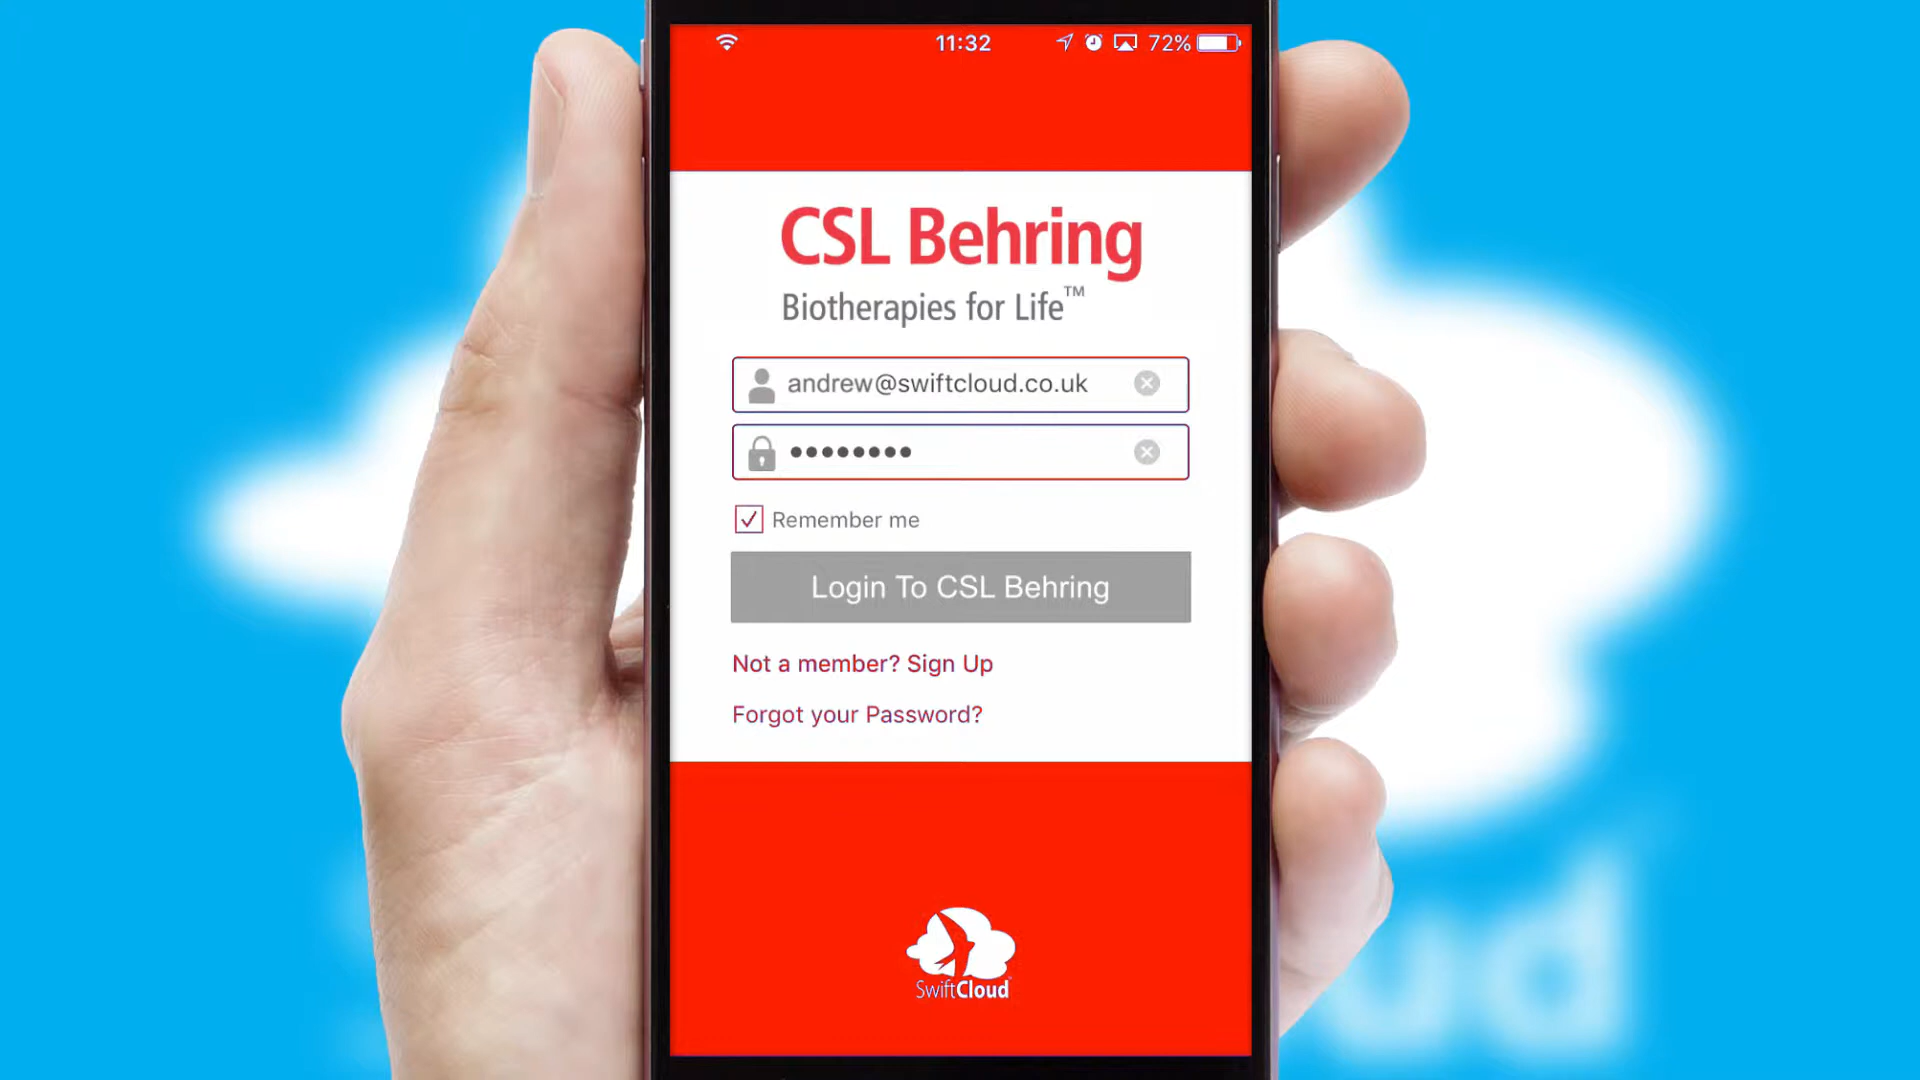 11:32
72%
CSL Behring
Biotherapies for Life™
andrew@swiftcloud.co.uk
Remember me
Login To CSL Behring
Not a member? Sign Up
Forgot your Password?
SwiftCloud
ud